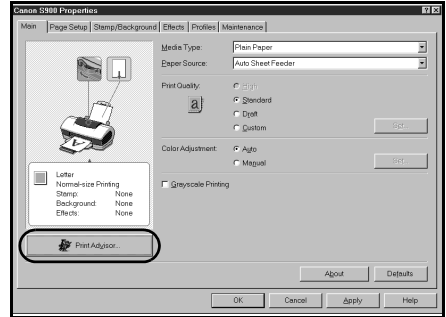 Canon S900 Properties
Main Page Setup Stamp/Background Effects Profiles Maintenance
Media Type: Plain Paper
Paper Source: Auto Sheet Feeder
Print Quality: High
Standard
Draft
Custom
Set...
Color Adjustment: Auto
Manual
Set...
Greyscale Printing
Letter
Normal-size Printing
Stamp: None
Background: None
Effects: None
Print Advisor...
About Defaults
OK Cancel Apply Help